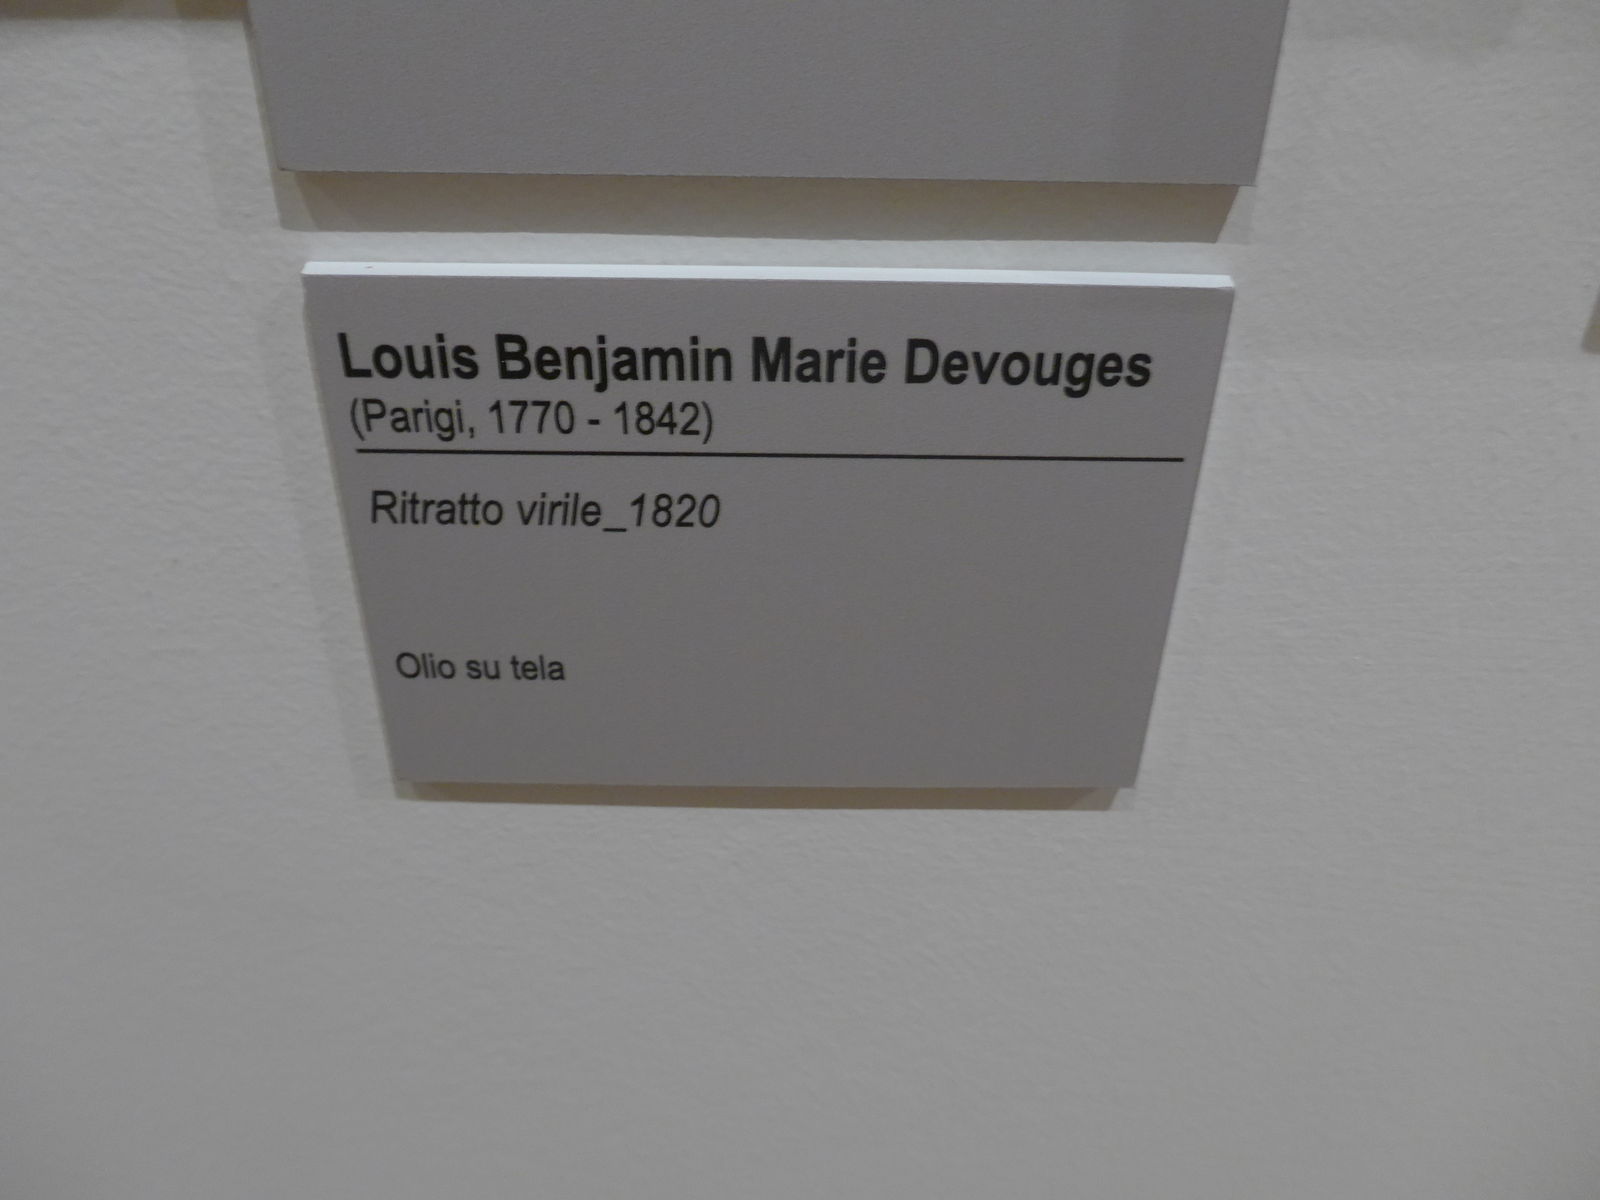 Louis Benjamin Marie Devouges
(Parigi, 1770 - 1842)
Ritratto virile_1820
Olio su tela